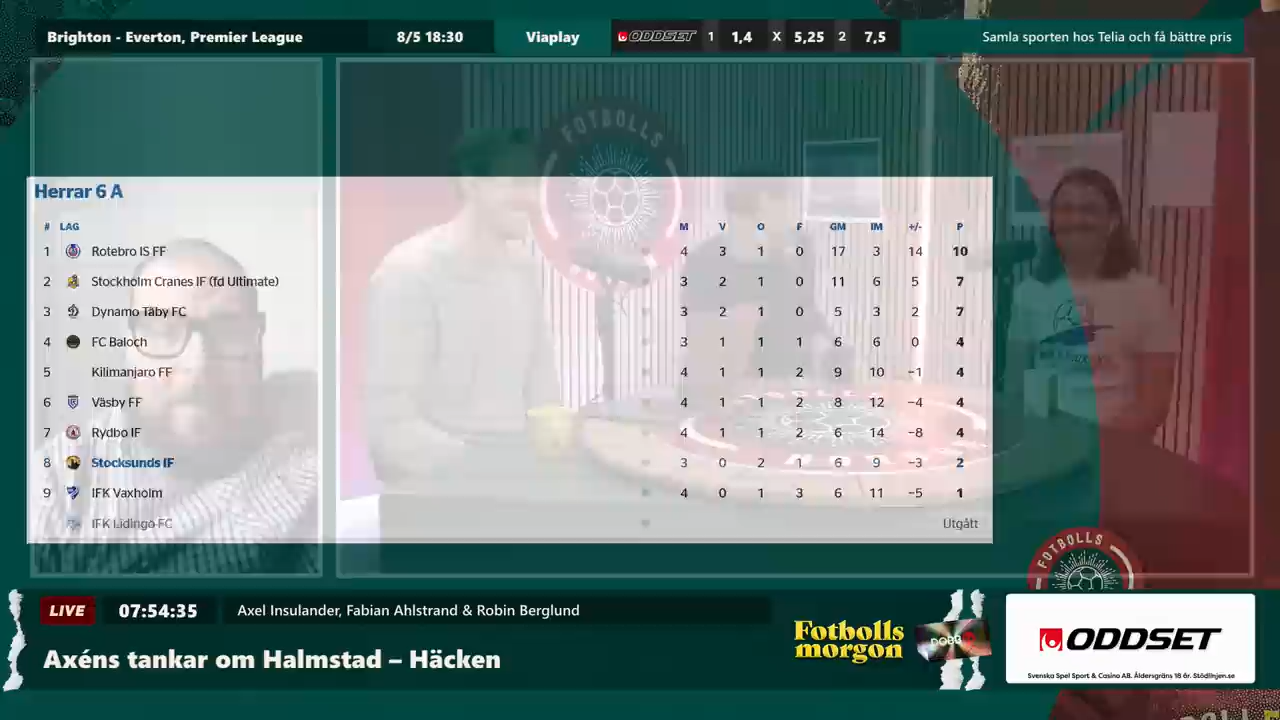 Brighton - Everton, Premier League 8/5 18:30 Viaplay ODDSET 1 1,4 X 5,25 2 7,5 Samla sporten hos Telia och få bättre pris
FOTBOLLS
Herrar 6 A
# LAG M V O F GM IM +/- P
1 Rotebro IS FF 4 3 1 0 17 3 14 10
2 Stockholm Cranes IF (fd Ultimate) 3 2 1 0 11 6 5 7
3 Dynamo Täby FC 3 2 1 0 5 3 2 7
4 FC Baloch 3 1 1 1 6 6 0 4
5 Kilimanjaro FF 4 1 1 2 9 10 −1 4
6 Väsby FF 4 1 1 2 8 12 −4 4
7 Rydbo IF 4 1 1 2 6 14 −8 4
8 Stocksunds IF 3 0 2 1 6 9 −3 2
9 IFK Vaxholm 4 0 1 3 6 11 −5 1
IFK Lidingö FC Utgått
FOTBOLLS
LIVE 07:54:35 Axel Insulander, Fabian Ahlstrand & Robin Berglund
Axéns tankar om Halmstad – Häcken
Fotbolls
morgon
ODDSET
Svenska Spel Sport & Casino AB. Åldersgräns 18 år. Stödlinjen.se